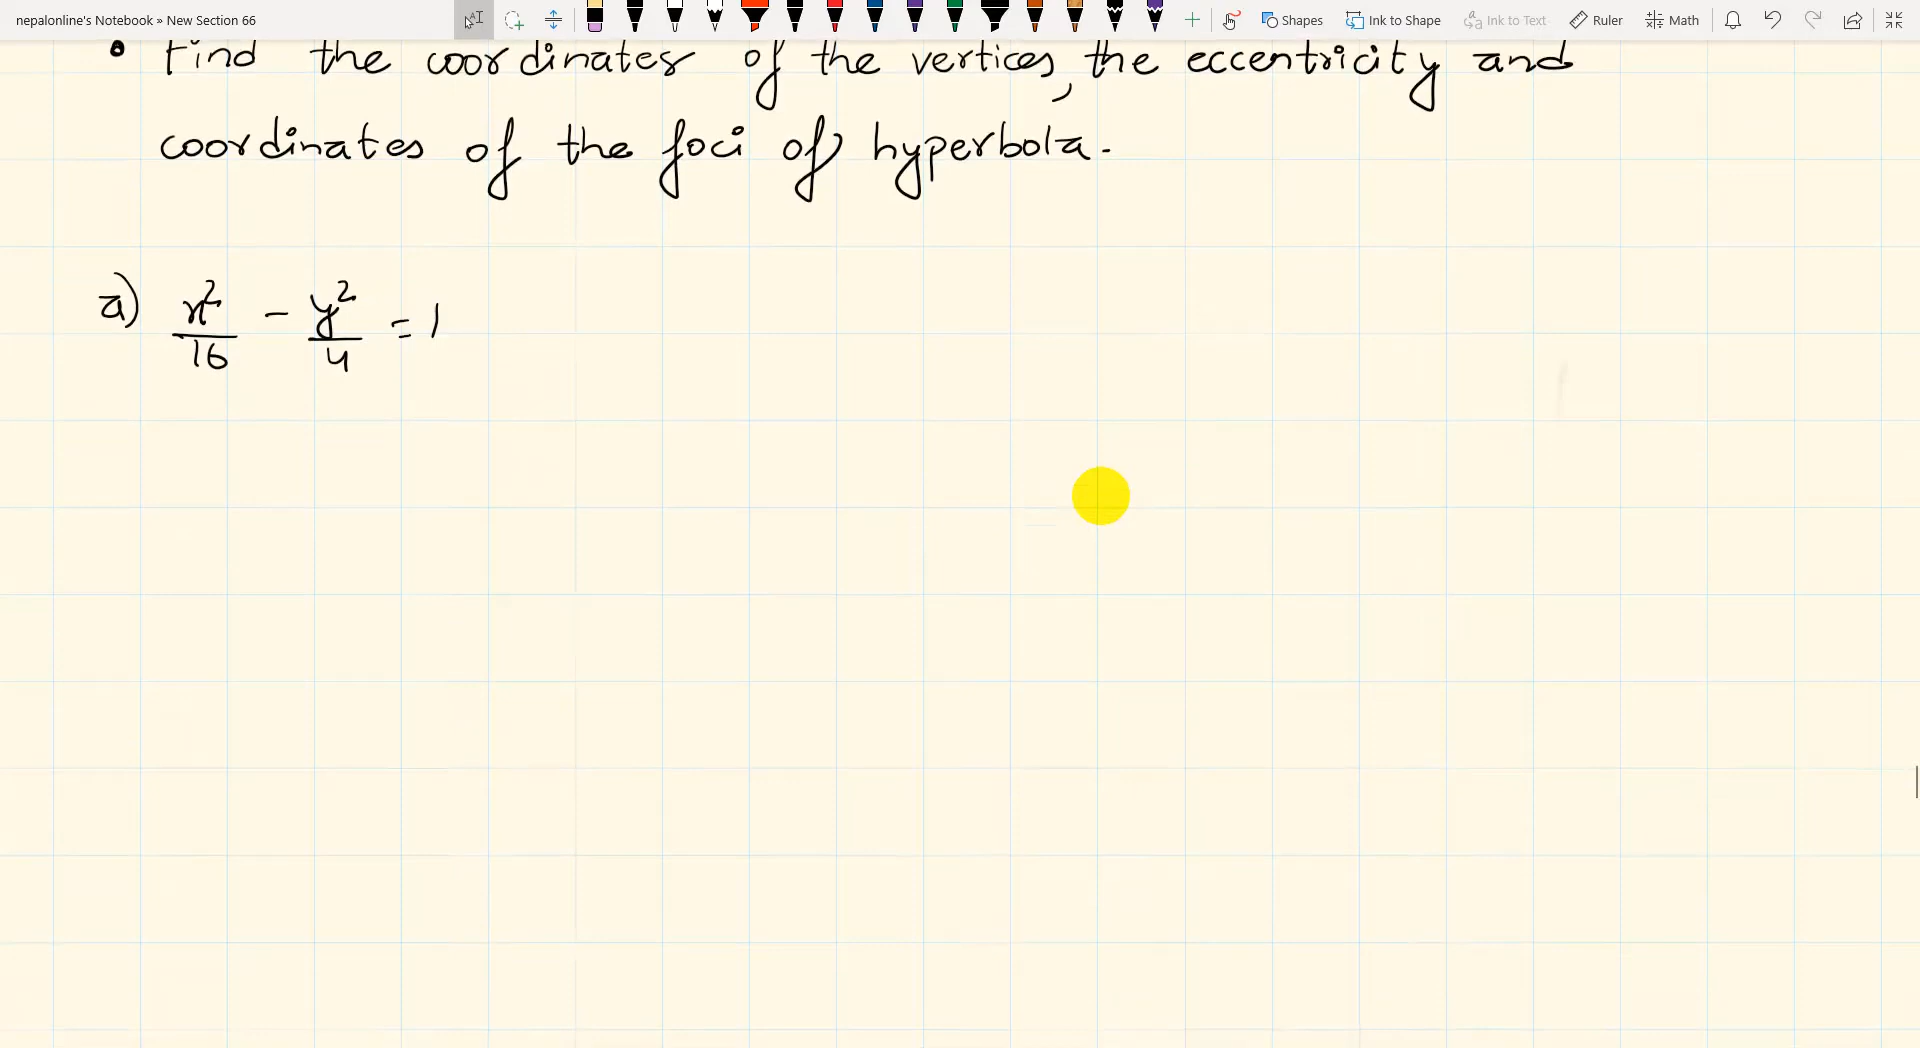 nepalonline's Notebook » New Section 66
Shapes
Ink to Shape
Ink to Text
Ruler
Math
• Find the coordinates of the vertices, the eccentricity and
coordinates of the foci of hyperbola.
a) x²/16 - y²/4 = 1